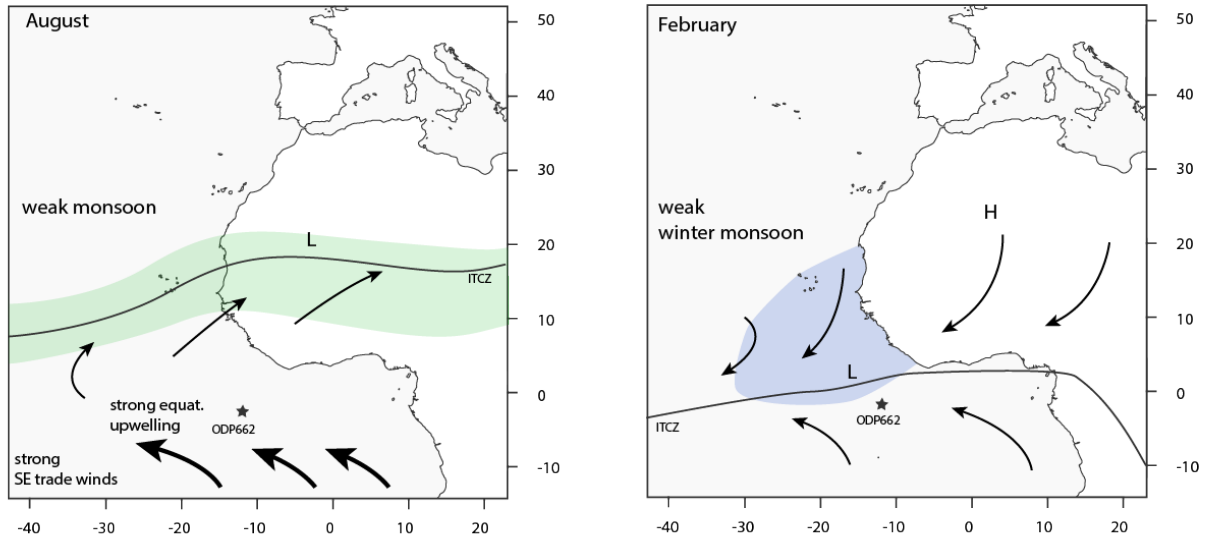 August
50
40
30
weak monsoon
L
20
ITCZ
10
0
strong equat.
upwelling
ODP662
strong
SE trade winds
-10
-40
-30
-20
-10
0
10
20
February
50
40
30
weak
winter monsoon
H
20
10
L
0
ITCZ
ODP662
-10
-40
-30
-20
-10
0
10
20